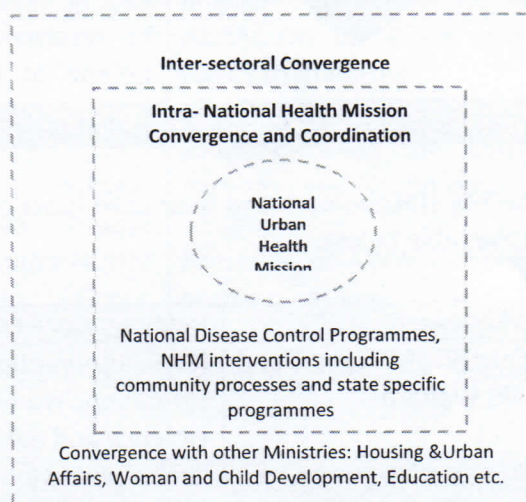 Inter-sectoral Convergence
Intra- National Health Mission
Convergence and Coordination
National
Urban
Health
Mission
National Disease Control Programmes,
NHM interventions including
community processes and state specific
programmes
Convergence with other Ministries: Housing &Urban
Affairs, Woman and Child Development, Education etc.